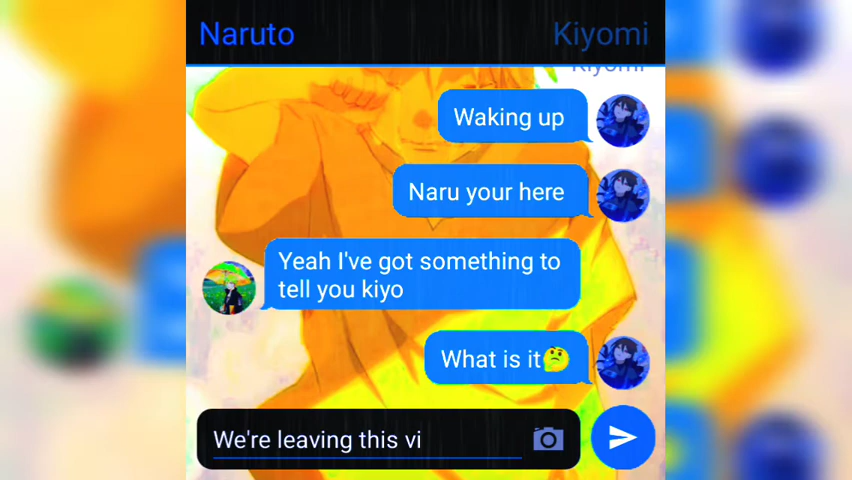 Naruto Kiyomi
Kiyomi
Waking up
Naru your here
Yeah I've got something to
tell you kiyo
What is it🤔
We're leaving this vi